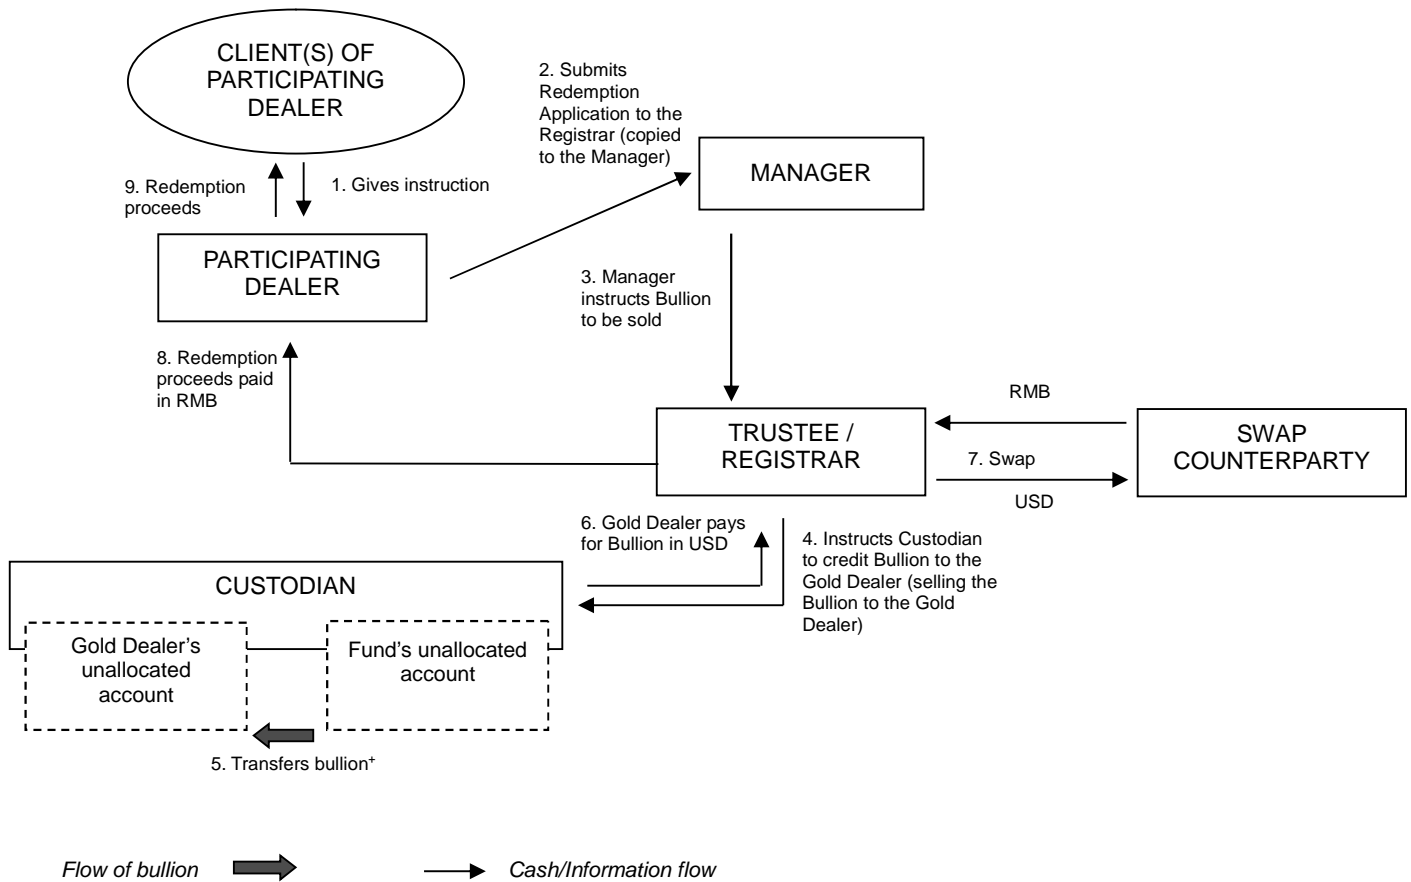 CLIENT(S) OF
PARTICIPATING
DEALER
2. Submits
Redemption
Application to the
Registrar (copied
to the Manager)
MANAGER
9. Redemption
proceeds
1. Gives instruction
PARTICIPATING
DEALER
3. Manager
instructs Bullion
to be sold
8. Redemption
proceeds paid
in RMB
RMB
TRUSTEE /
REGISTRAR
7. Swap
USD
SWAP
COUNTERPARTY
6. Gold Dealer pays
for Bullion in USD
4. Instructs Custodian
to credit Bullion to the
Gold Dealer (selling the
Bullion to the Gold
Dealer)
CUSTODIAN
Gold Dealer’s
unallocated
account
Fund’s unallocated
account
5. Transfers bullion⁺
Flow of bullion
Cash/Information flow